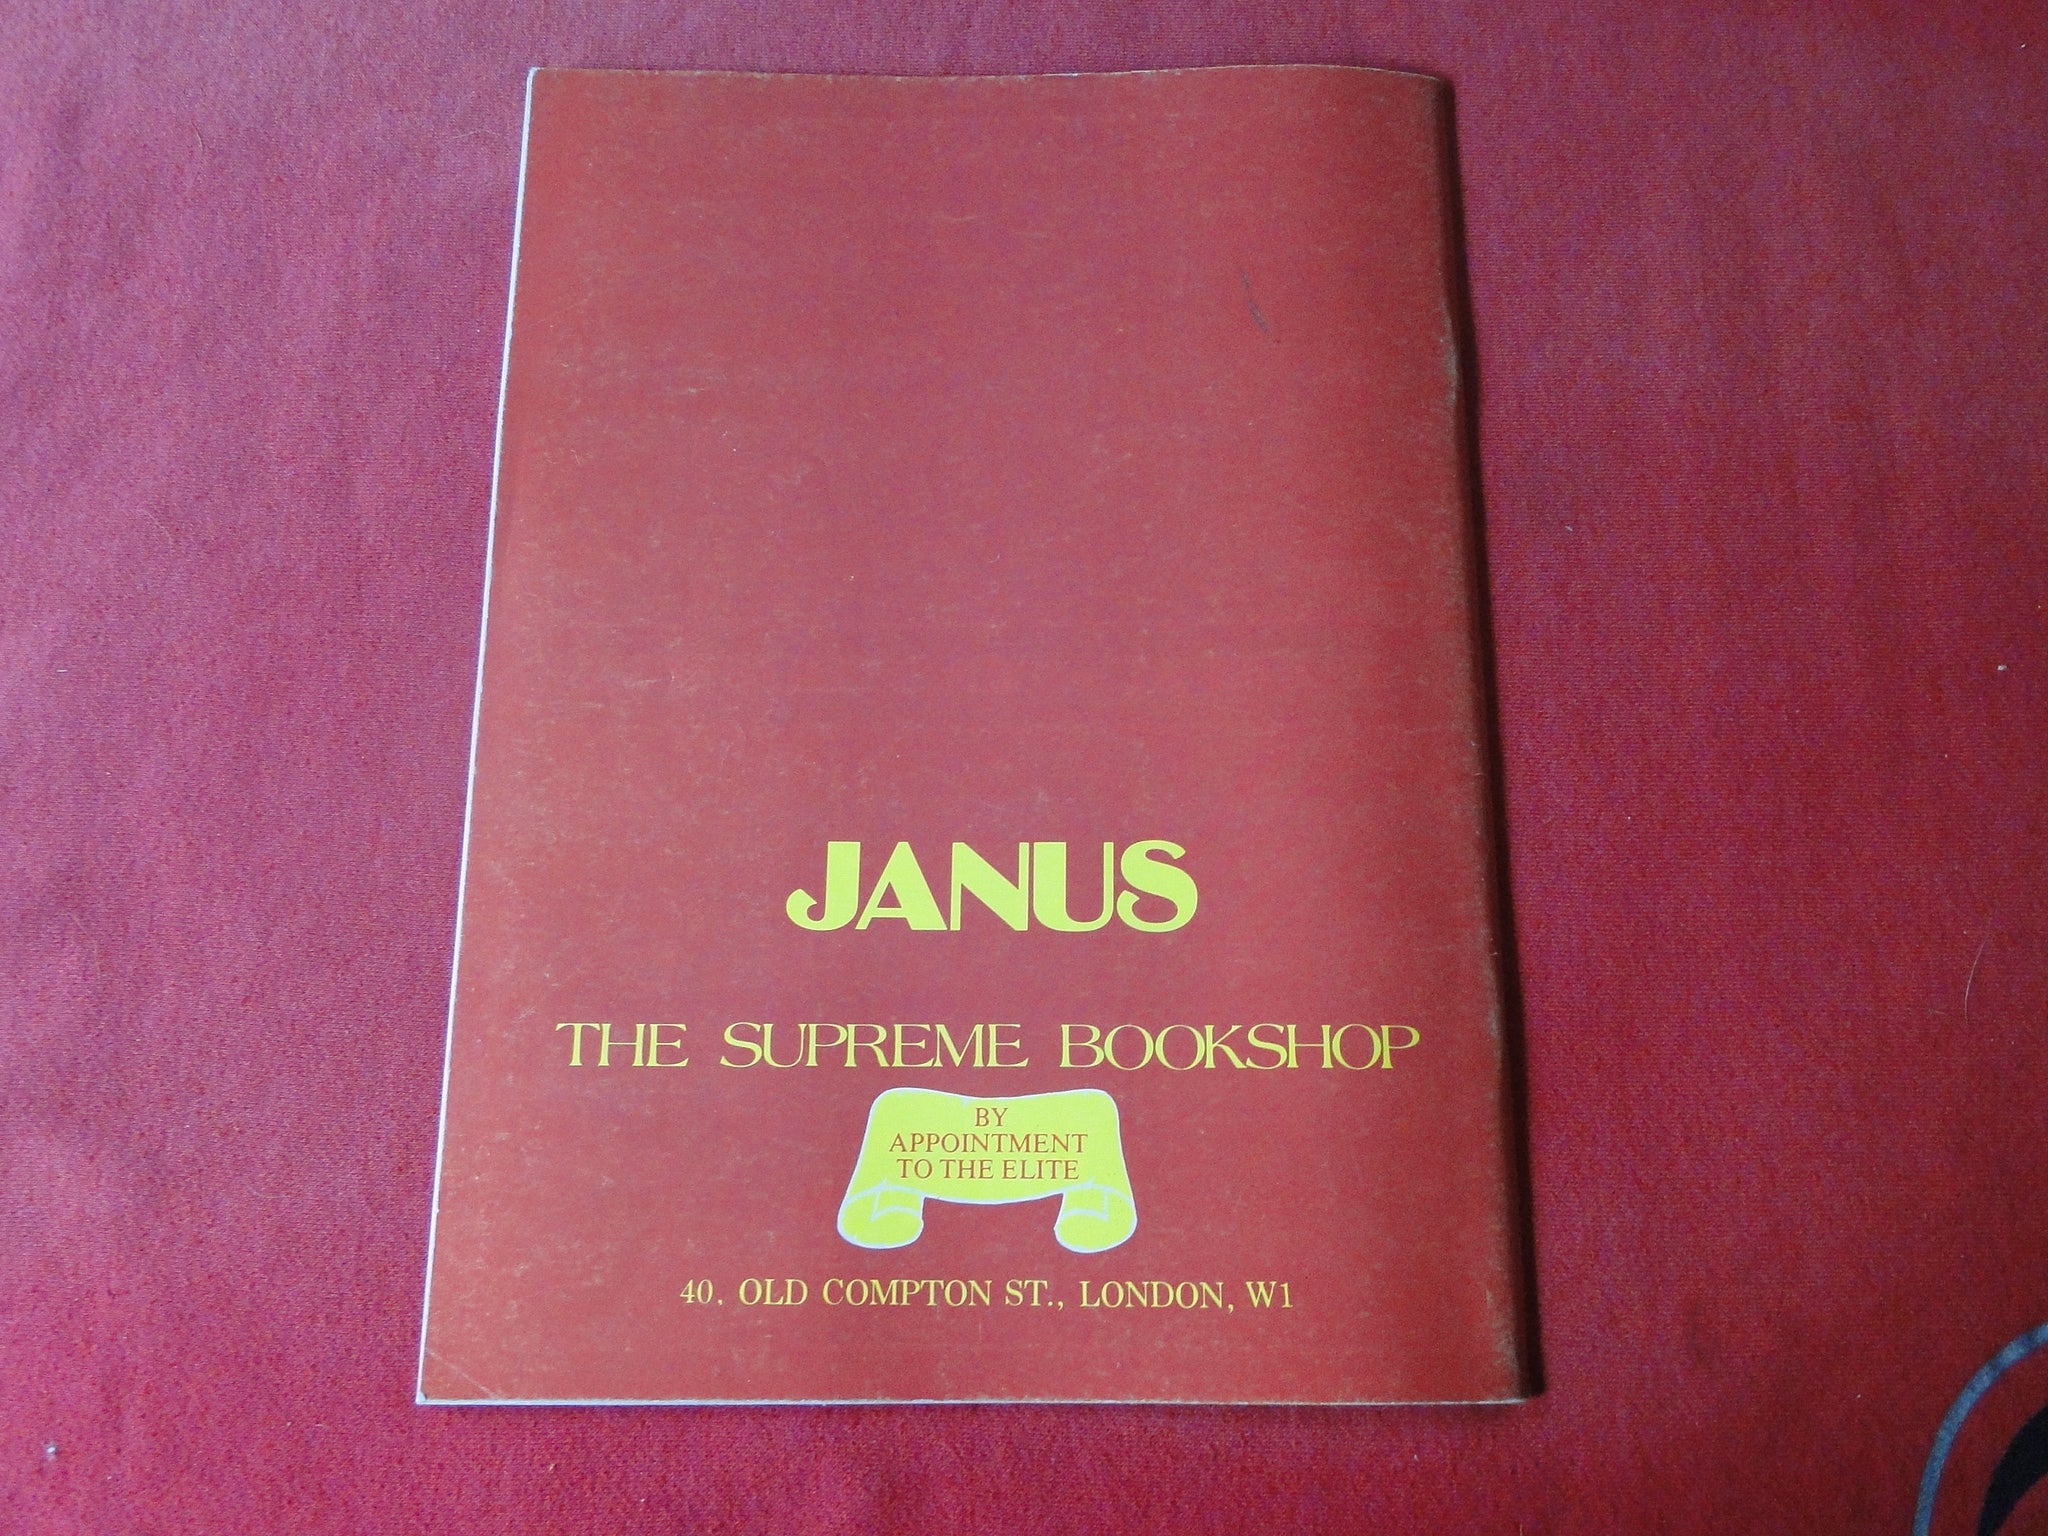 JANUS
THE SUPREME BOOKSHOP
BY
APPOINTMENT
TO THE ELITE
40, OLD COMPTON ST., LONDON, W1